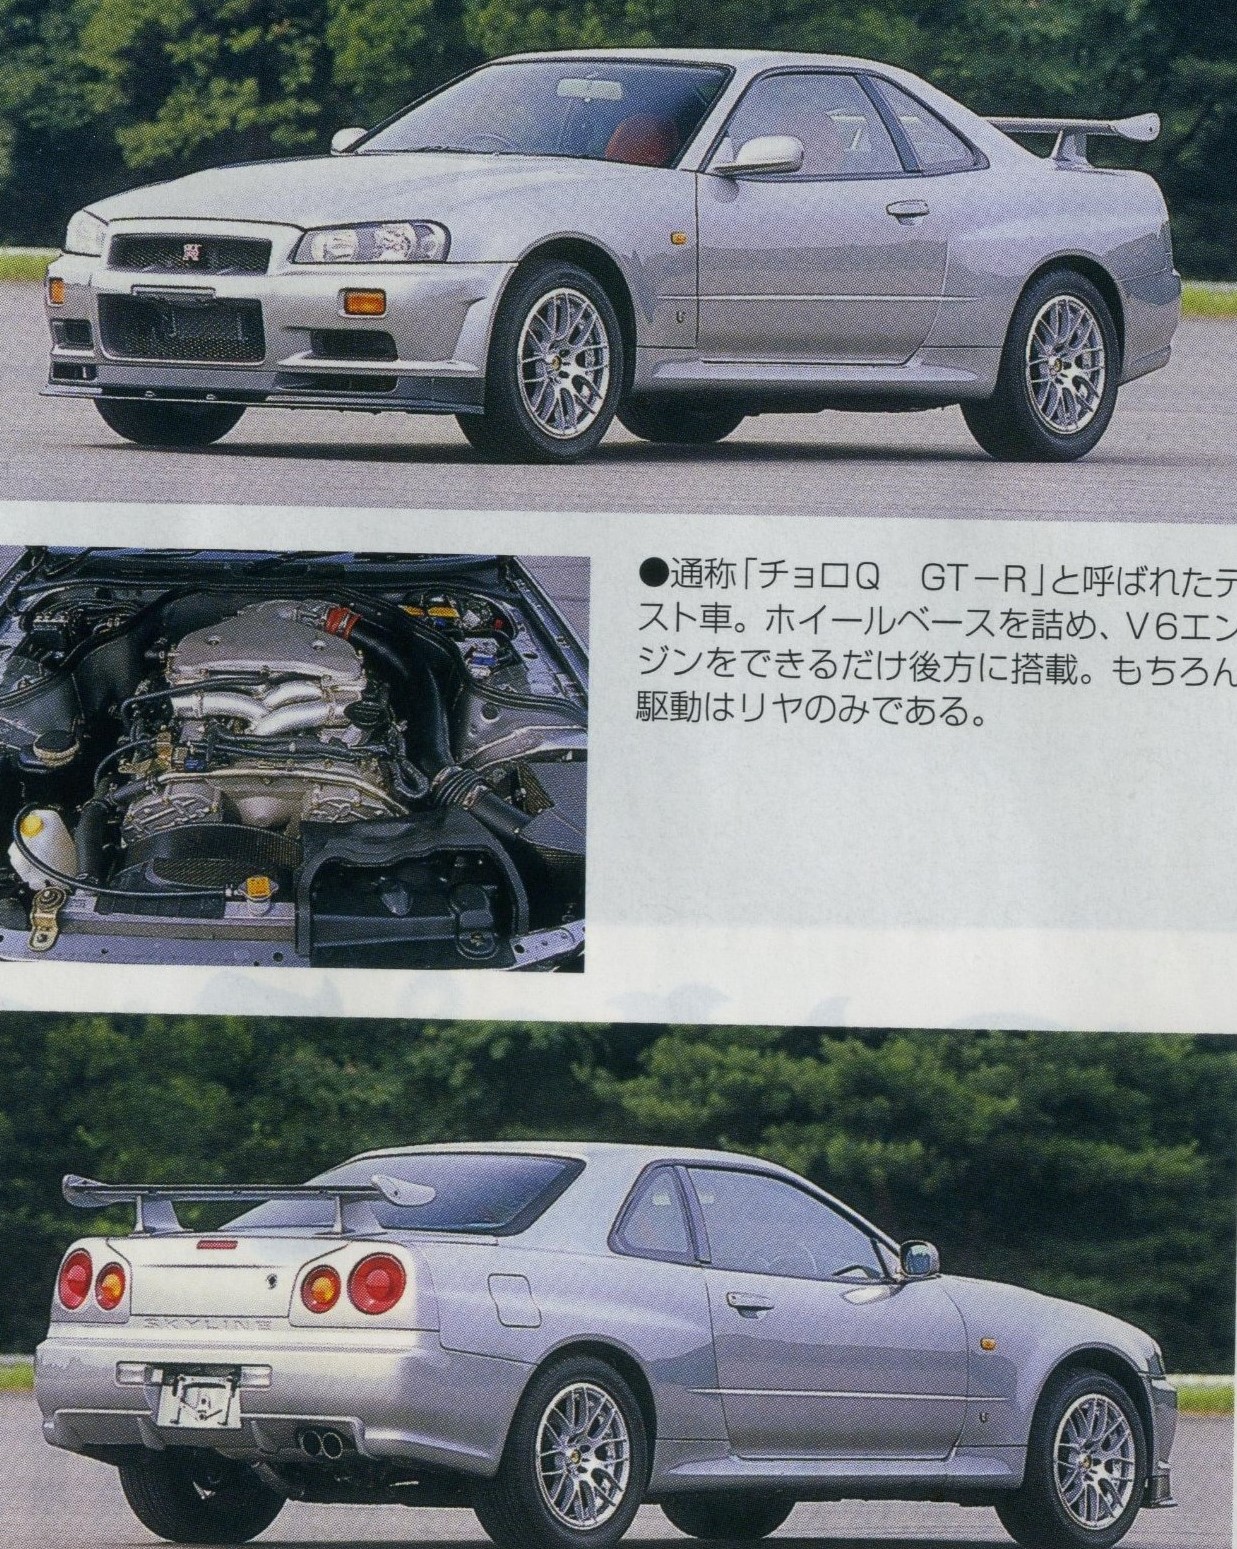 GT
R
●通称「チョロQ　GT−R」と呼ばれたテ
スト車。ホイールベースを詰め、V6エン
ジンをできるだけ後方に搭載。もちろん
駆動はリヤのみである。
SKYLINE